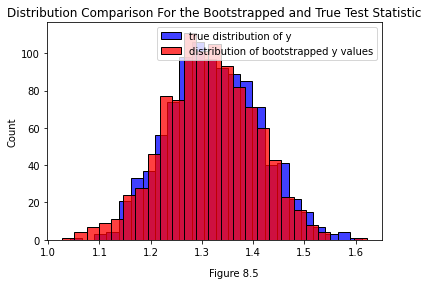 Distribution Comparison For the Bootstrapped and True Test Statistic
true distribution of y
distribution of bootstrapped y values
100
80
60
40
20
0
Count
1.0 1.1 1.2 1.3 1.4 1.5 1.6
Figure 8.5